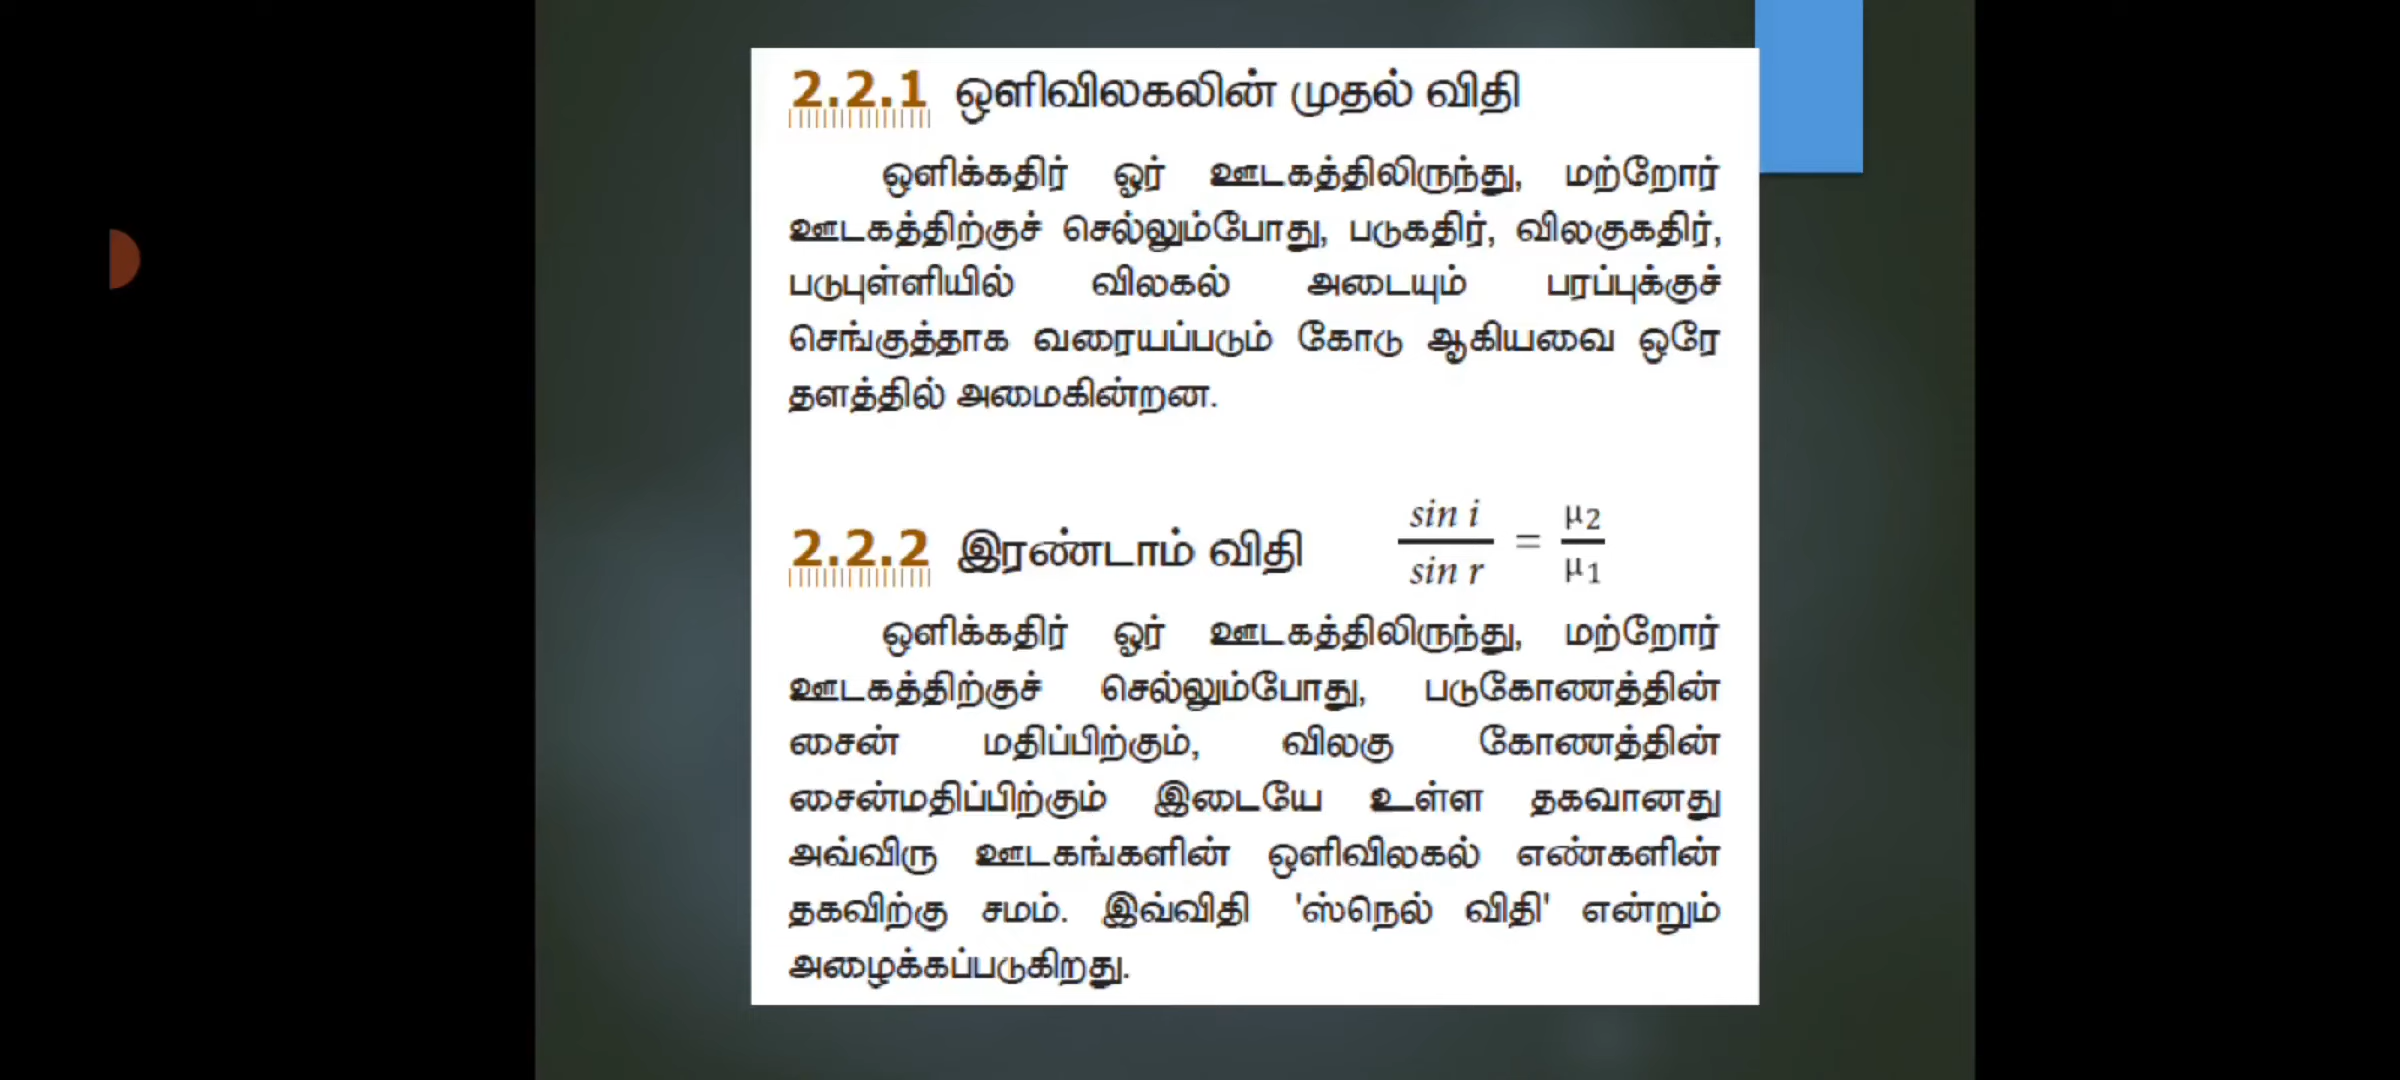 2.2.1 ஒளிவிலகலின் முதல் விதி
ஒளிக்கதிர் ஓர் ஊடகத்திலிருந்து, மற்றோர்
ஊடகத்திற்குச் செல்லும்போது, படுகதிர், விலகுகதிர்,
படுபுள்ளியில் விலகல் அடையும் பரப்புக்குச்
செங்குத்தாக வரையப்படும் கோடு ஆகியவை ஒரே
தளத்தில் அமைகின்றன.
2.2.2 இரண்டாம் விதி sin i / sin r = μ2 / μ1
ஒளிக்கதிர் ஓர் ஊடகத்திலிருந்து, மற்றோர்
ஊடகத்திற்குச் செல்லும்போது, படுகோணத்தின்
சைன் மதிப்பிற்கும், விலகு கோணத்தின்
சைன்மதிப்பிற்கும் இடையே உள்ள தகவானது
அவ்விரு ஊடகங்களின் ஒளிவிலகல் எண்களின்
தகவிற்கு சமம். இவ்விதி 'ஸ்நெல் விதி' என்றும்
அழைக்கப்படுகிறது.